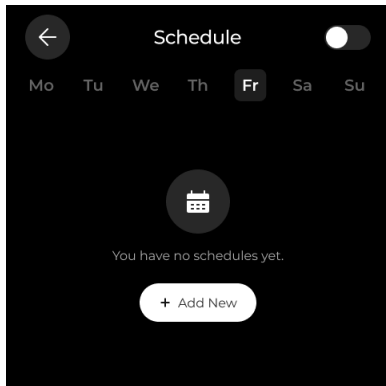 Schedule
Mo Tu We Th Fr Sa Su
You have no schedules yet.
+ Add New